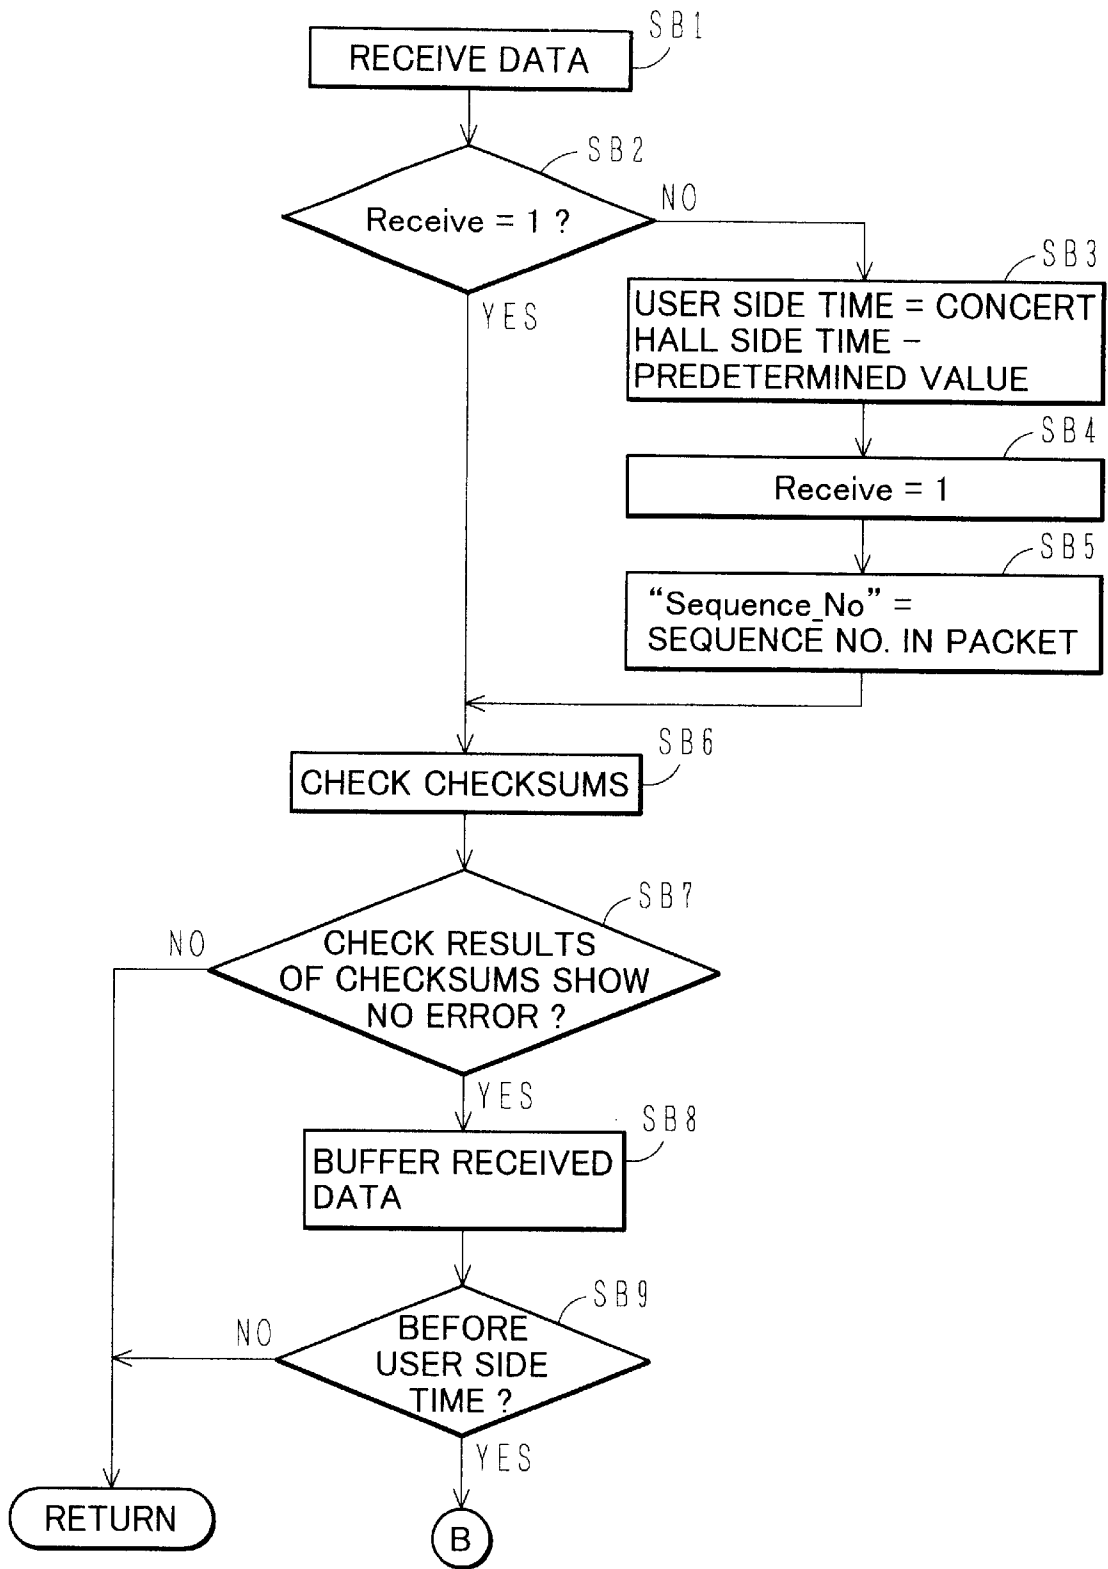 SB1
RECEIVE DATA
SB2
Receive = 1 ?
NO
YES
SB3
USER SIDE TIME = CONCERT
HALL SIDE TIME –
PREDETERMINED VALUE
SB4
Receive = 1
SB5
“Sequence_No” =
SEQUENCE NO. IN PACKET
SB6
CHECK CHECKSUMS
SB7
NO
CHECK RESULTS
OF CHECKSUMS SHOW
NO ERROR ?
YES
SB8
BUFFER RECEIVED
DATA
SB9
NO
BEFORE
USER SIDE
TIME ?
YES
RETURN
B